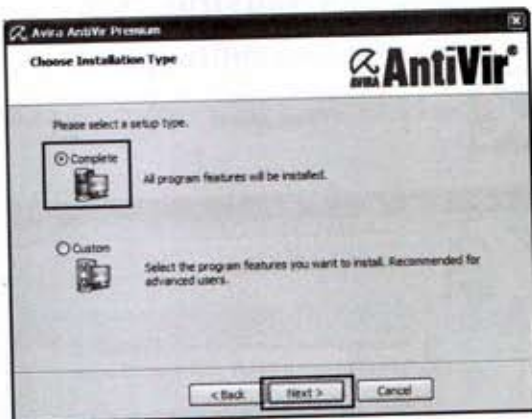 Avira AntiVir Premium
Choose Installation Type
AVIRA AntiVir®
Please select a setup type.
Complete
All program features will be installed.
Custom
Select the program features you want to install. Recommended for
advanced users.
< Back
Next >
Cancel